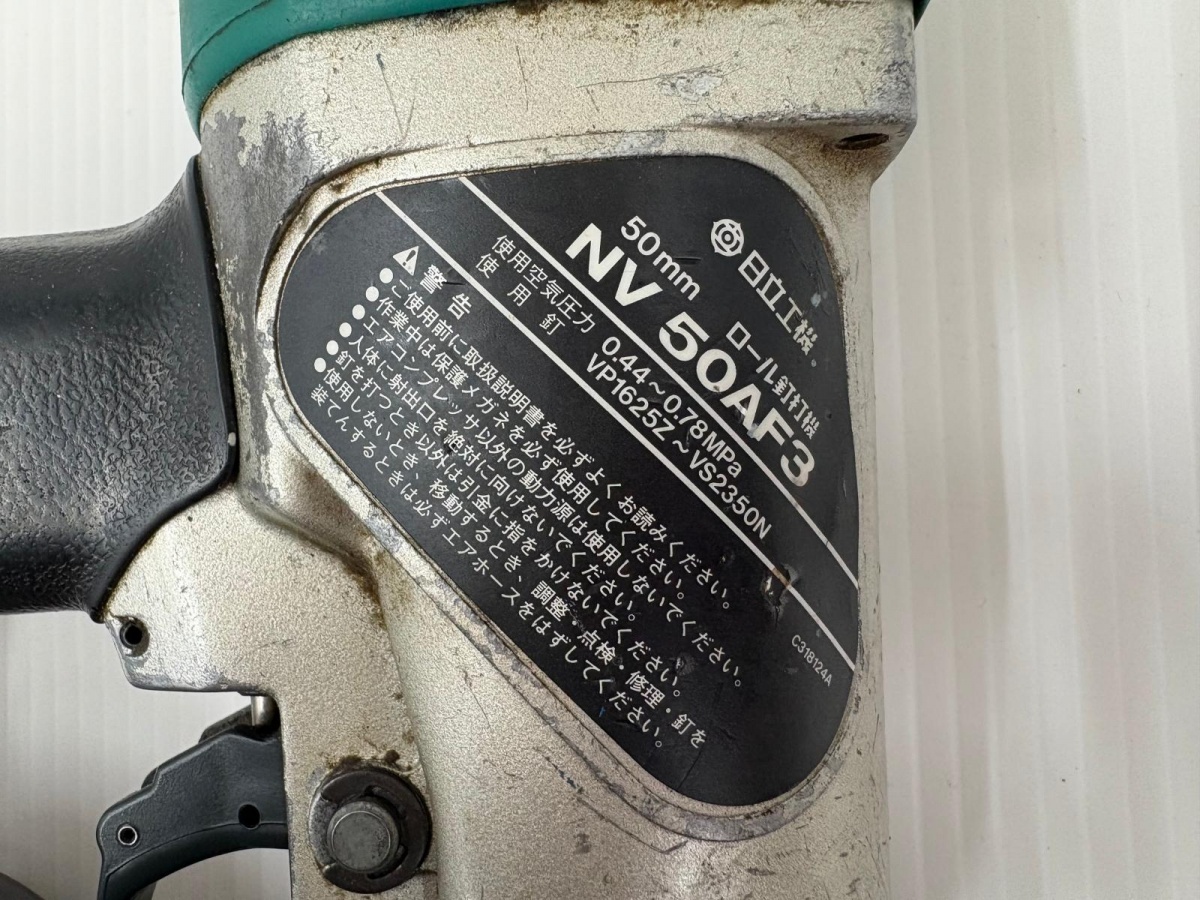 日立工機
50mm ロール釘打機
NV 50AF3
使用空気圧力 0.44～0.78MPa
使用釘 VP1625Z～VS2350N
警告
●ご使用前に取扱説明書を必ずよくお読みください。
●作業中は保護メガネを必ず使用してください。
●エアコンプレッサ以外の動力源は使用しないでください。
●人体に射出口を絶対に向けないでください。
●釘を打つとき以外は引金に指をかけないでください。
●使用しないとき、移動するとき、調整・点検・修理・釘を
装てんするときは必ずエアホースをはずしてください。
C318124A